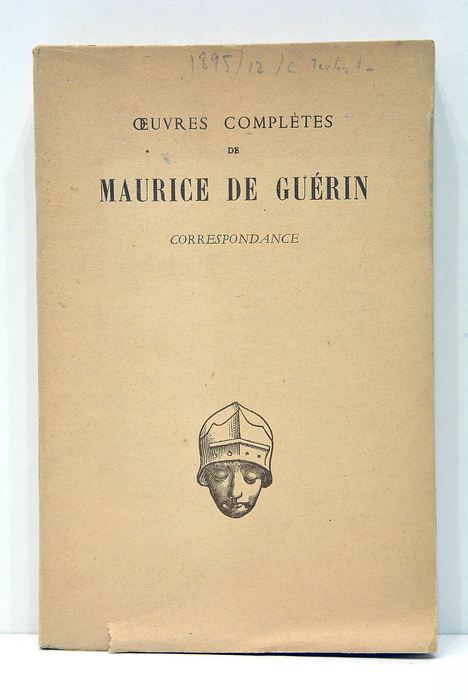 1895/12/c
ŒUVRES COMPLÈTES
DE
MAURICE DE GUÉRIN
CORRESPONDANCE